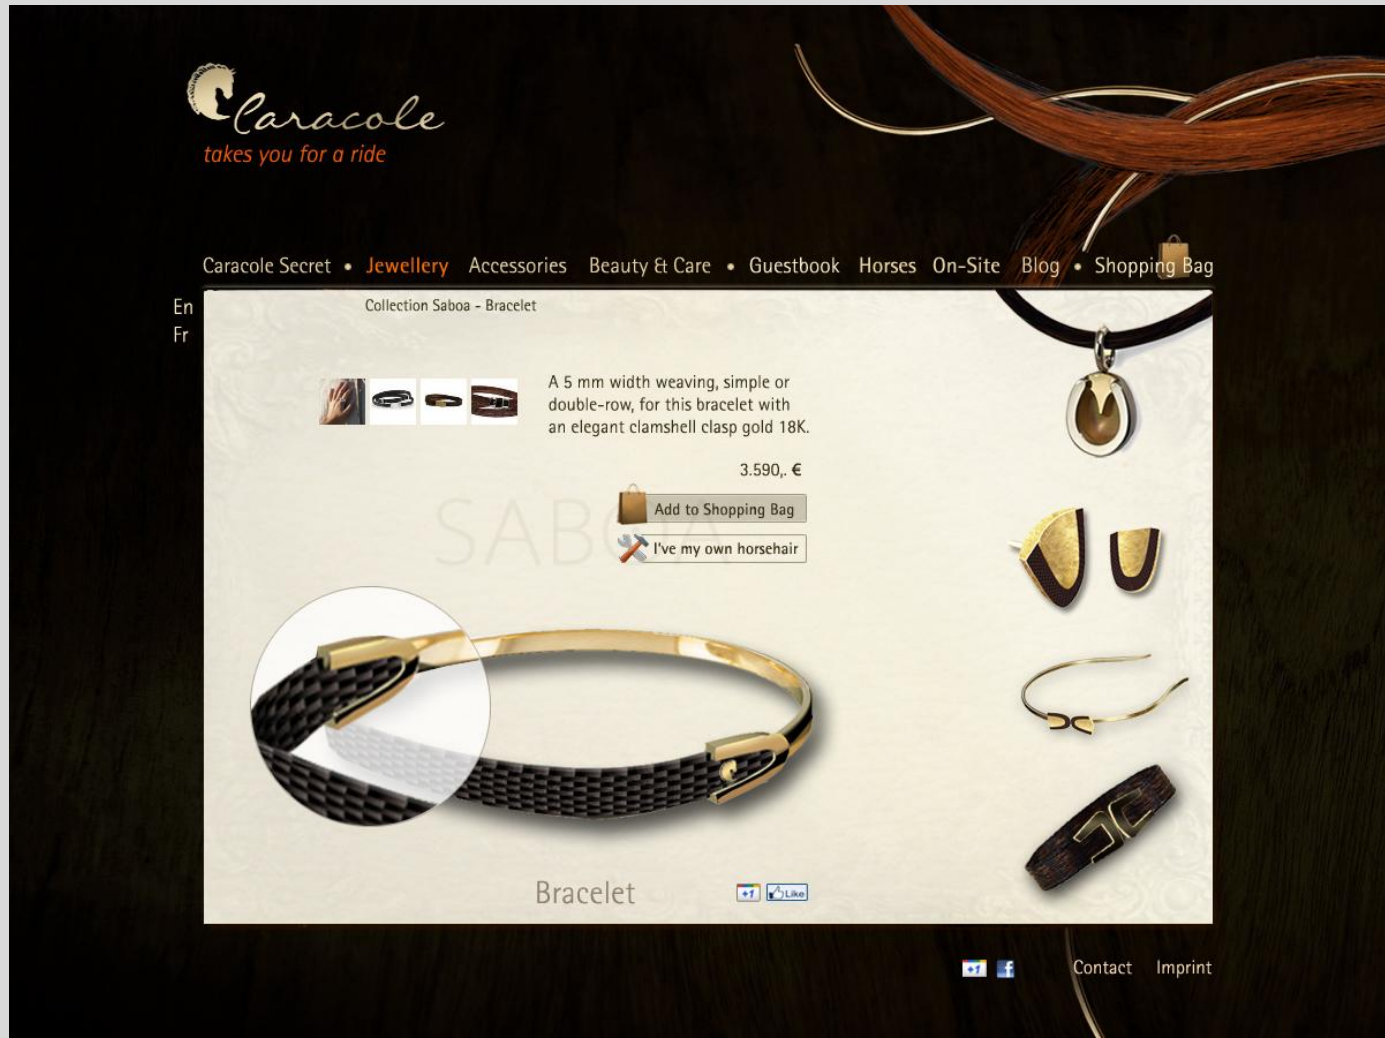 Caracole
takes you for a ride
Caracole Secret • Jewellery Accessories Beauty & Care • Guestbook Horses On-Site Blog • Shopping Bag
En
Fr
Collection Saboa - Bracelet
A 5 mm width weaving, simple or
double-row, for this bracelet with
an elegant clamshell clasp gold 18K.
3.590,. €
SABOA
Add to Shopping Bag
I've my own horsehair
Bracelet
+1 Like
+1 f
Contact Imprint